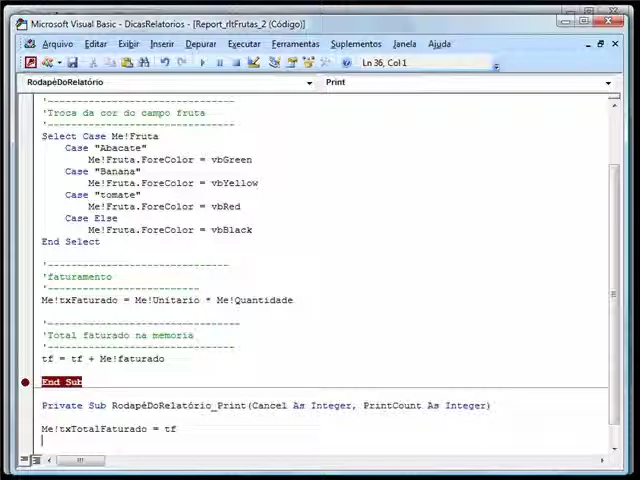 Microsoft Visual Basic - DicasRelatorios - [Report_rltFrutas_2 (Código)]
Arquivo Editar Exibir Inserir Depurar Executar Ferramentas Suplementos Janela Ajuda
Ln 36, Col 1
RodapéDoRelatório Print
'--------------------------------
'Troca da cor do campo fruta
'--------------------------------
Select Case Me!Fruta
Case "Abacate"
Me!Fruta.ForeColor = vbGreen
Case "Banana"
Me!Fruta.ForeColor = vbYellow
Case "tomate"
Me!Fruta.ForeColor = vbRed
Case Else
Me!Fruta.ForeColor = vbBlack
End Select
'-------------------------------
'faturamento
'--------------------------
Me!txFaturado = Me!Unitario * Me!Quantidade
'---------------------------------
'Total faturado na memoria
'--------------------------------
tf = tf + Me!faturado
End Sub
Private Sub RodapéDoRelatório_Print(Cancel As Integer, PrintCount As Integer)
Me!txTotalFaturado = tf